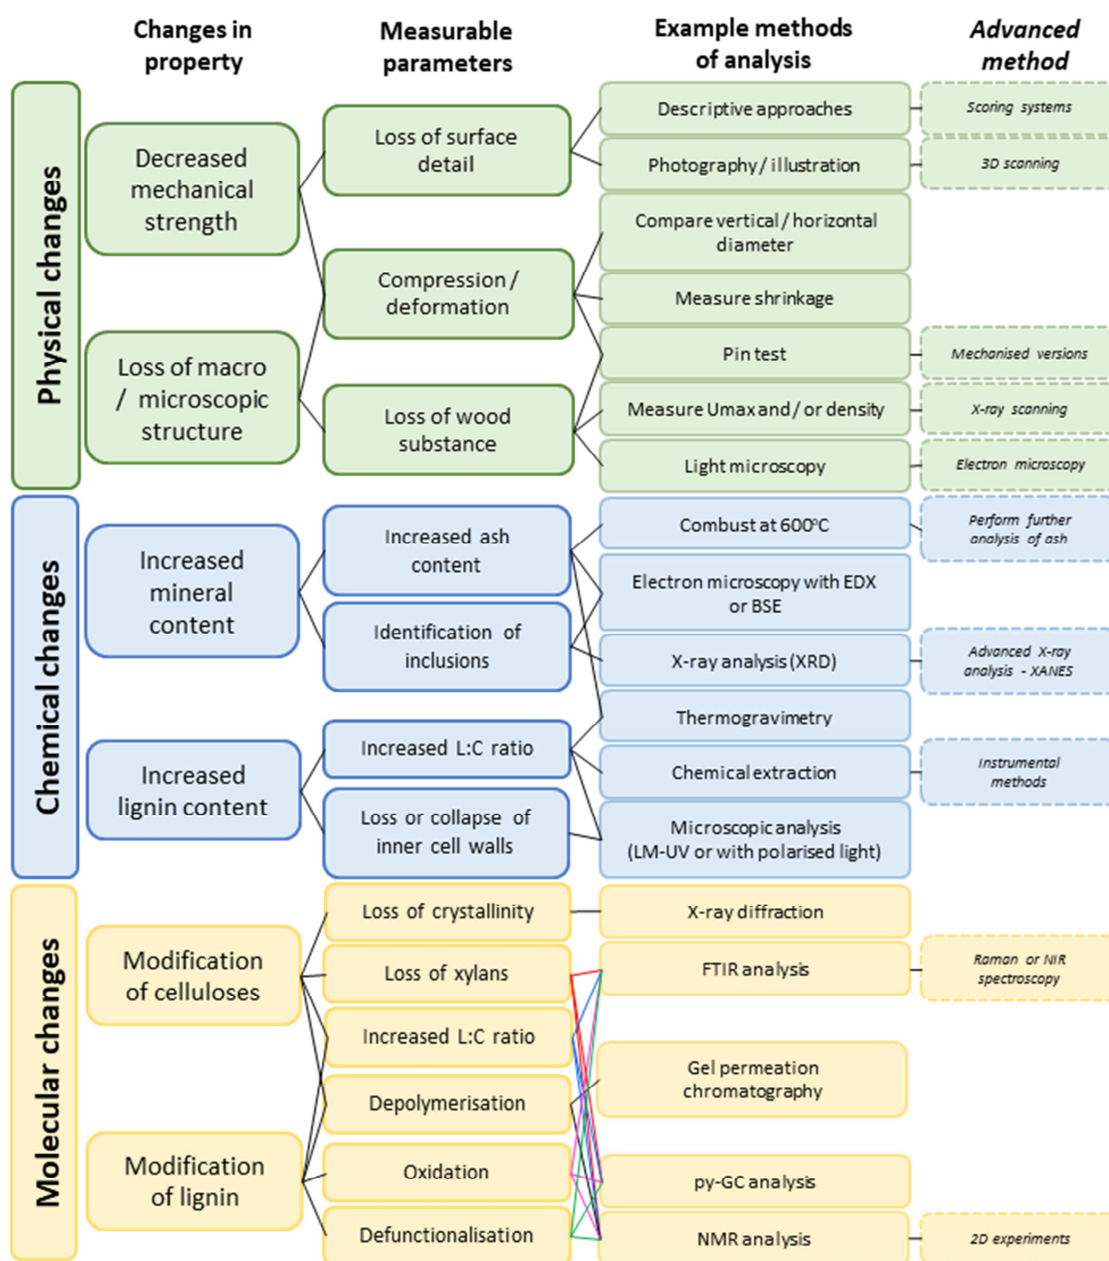 Changes in
property
Measurable
parameters
Example methods
of analysis
Advanced
method
Physical changes
Decreased
mechanical
strength
Loss of macro
/ microscopic
structure
Loss of surface
detail
Compression /
deformation
Loss of wood
substance
Descriptive approaches
Photography / illustration
Compare vertical / horizontal
diameter
Measure shrinkage
Pin test
Measure Umax and / or density
Light microscopy
Scoring systems
3D scanning
Mechanised versions
X-ray scanning
Electron microscopy
Chemical changes
Increased
mineral
content
Increased
lignin content
Increased ash
content
Identification of
inclusions
Increased L:C ratio
Loss or collapse of
inner cell walls
Combust at 600°C
Electron microscopy with EDX
or BSE
X-ray analysis (XRD)
Thermogravimetry
Chemical extraction
Microscopic analysis
(LM-UV or with polarised light)
Perform further
analysis of ash
Advanced X-ray
analysis - XANES
Instrumental
methods
Molecular changes
Modification
of celluloses
Modification
of lignin
Loss of crystallinity
Loss of xylans
Increased L:C ratio
Depolymerisation
Oxidation
Defunctionalisation
X-ray diffraction
FTIR analysis
Gel permeation
chromatography
py-GC analysis
NMR analysis
Raman or NIR
spectroscopy
2D experiments